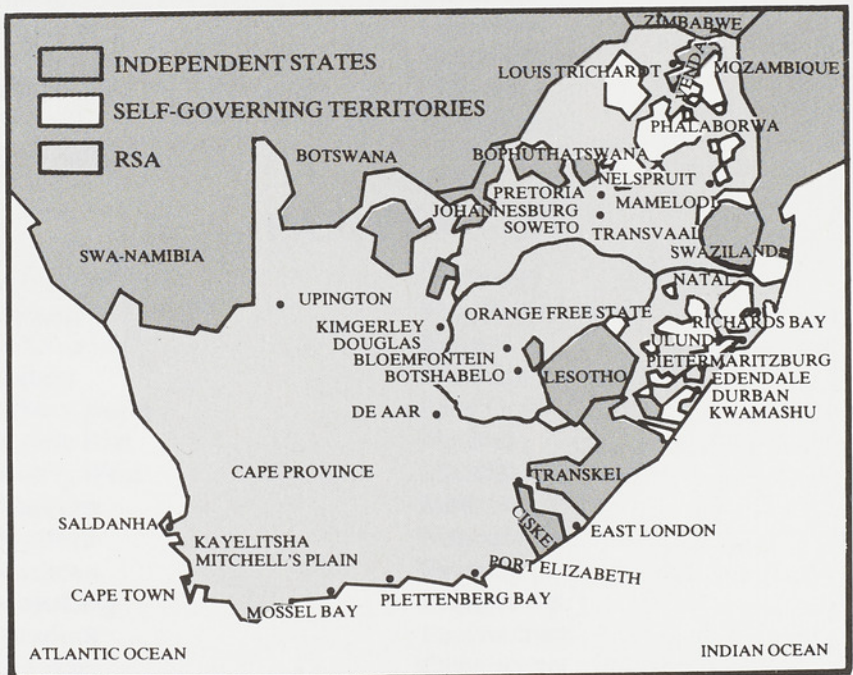 ZIMBABWE
INDEPENDENT STATES
LOUIS TRICHARDT
VENDA
MOZAMBIQUE
SELF-GOVERNING TERRITORIES
PHALABORWA
RSA
BOTSWANA
BOPHUTHATSWANA
NELSPRUIT
PRETORIA
MAMELODI
JOHANNESBURG
SOWETO
TRANSVAAL
SWAZILAND
SWA-NAMIBIA
NATAL
UPINGTON
ORANGE FREE STATE
RICHARDS BAY
KIMGERLEY
DOUGLAS
ULUNDI
BLOEMFONTEIN
PIETERMARITZBURG
BOTSHABELO
LESOTHO
EDENDALE
DURBAN
DE AAR
KWAMASHU
CAPE PROVINCE
TRANSKEI
SALDANHA
CISKEI
EAST LONDON
KAYELITSHA
MITCHELL'S PLAIN
PORT ELIZABETH
CAPE TOWN
MOSSEL BAY
PLETTENBERG BAY
ATLANTIC OCEAN
INDIAN OCEAN